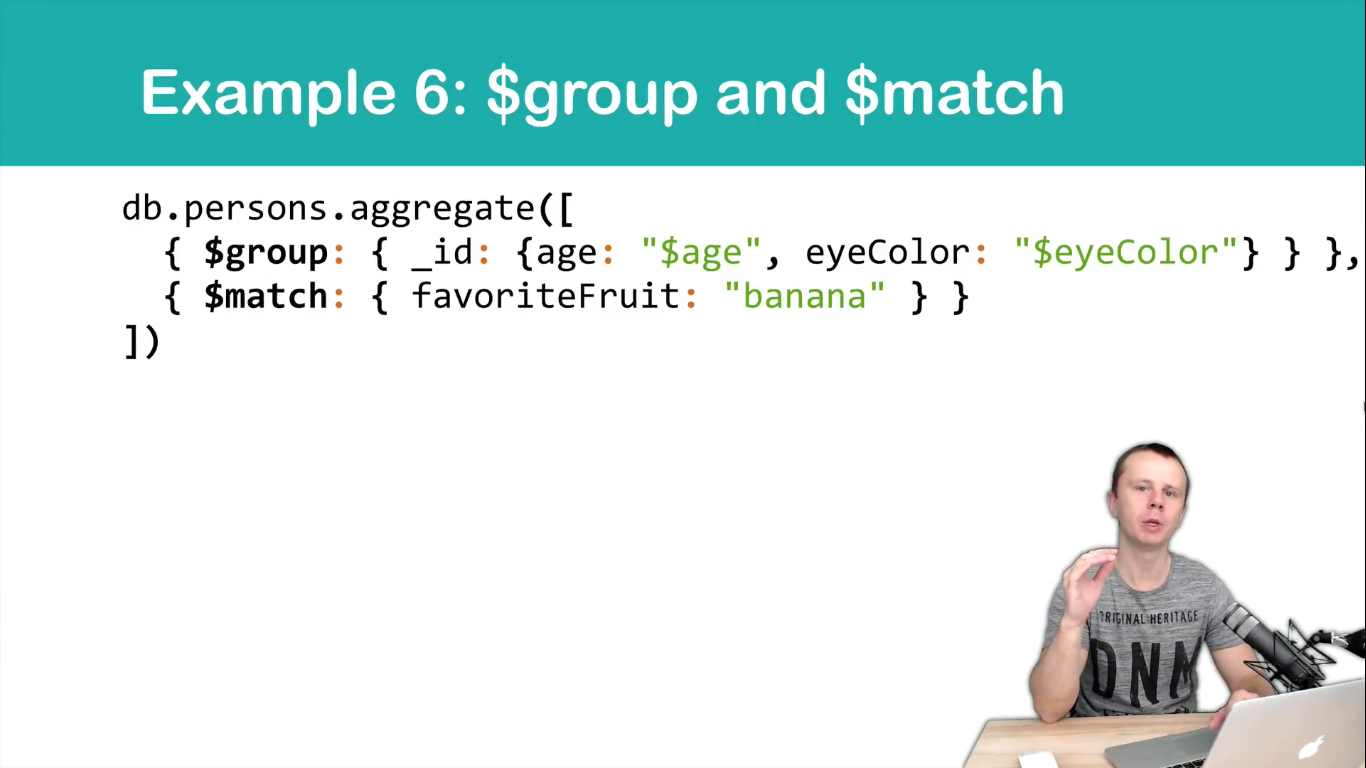 Example 6: $group and $match
db.persons.aggregate([
{ $group: { _id: {age: "$age", eyeColor: "$eyeColor"} } },
{ $match: { favoriteFruit: "banana" } }
])
ORIGINAL HERITAGE
DNM